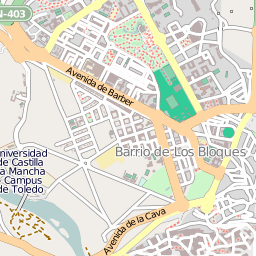 N-403
Avenida de Barber
Barrio de Los Bloques
Universidad
de Castilla
la Mancha
Campus
de Toledo
Avenida de la Cava